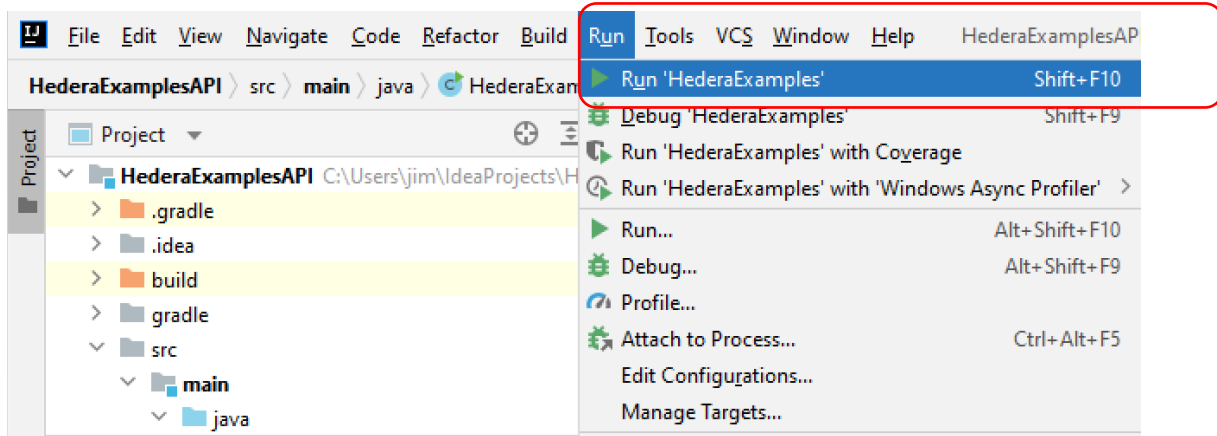 IJ File Edit View Navigate Code Refactor Build Run Tools VCS Window Help HederaExamplesAP
HederaExamplesAPI 〉 src 〉 main 〉 java 〉 C HederaExam
Run 'HederaExamples' Shift+F10
Debug 'HederaExamples' Shift+F9
Run 'HederaExamples' with Coverage
Run 'HederaExamples' with 'Windows Async Profiler' >
Run... Alt+Shift+F10
Debug... Alt+Shift+F9
Profile...
Attach to Process... Ctrl+Alt+F5
Edit Configurations...
Manage Targets...
Project
Project
HederaExamplesAPI C:\Users\jim\IdeaProjects\H
.gradle
.idea
build
gradle
src
main
java